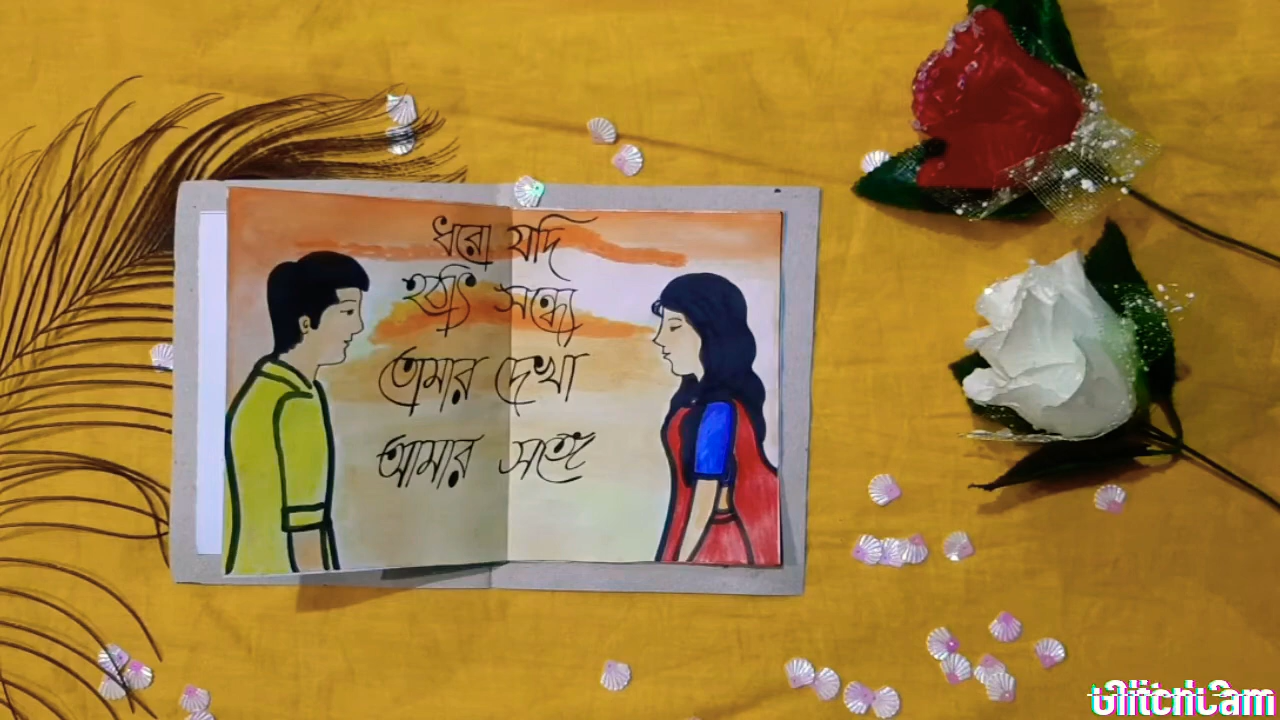 ধরো যদি
হঠাৎ সন্ধ্যে
তোমার দেখা
আমার সঙ্গে
GlitchCam